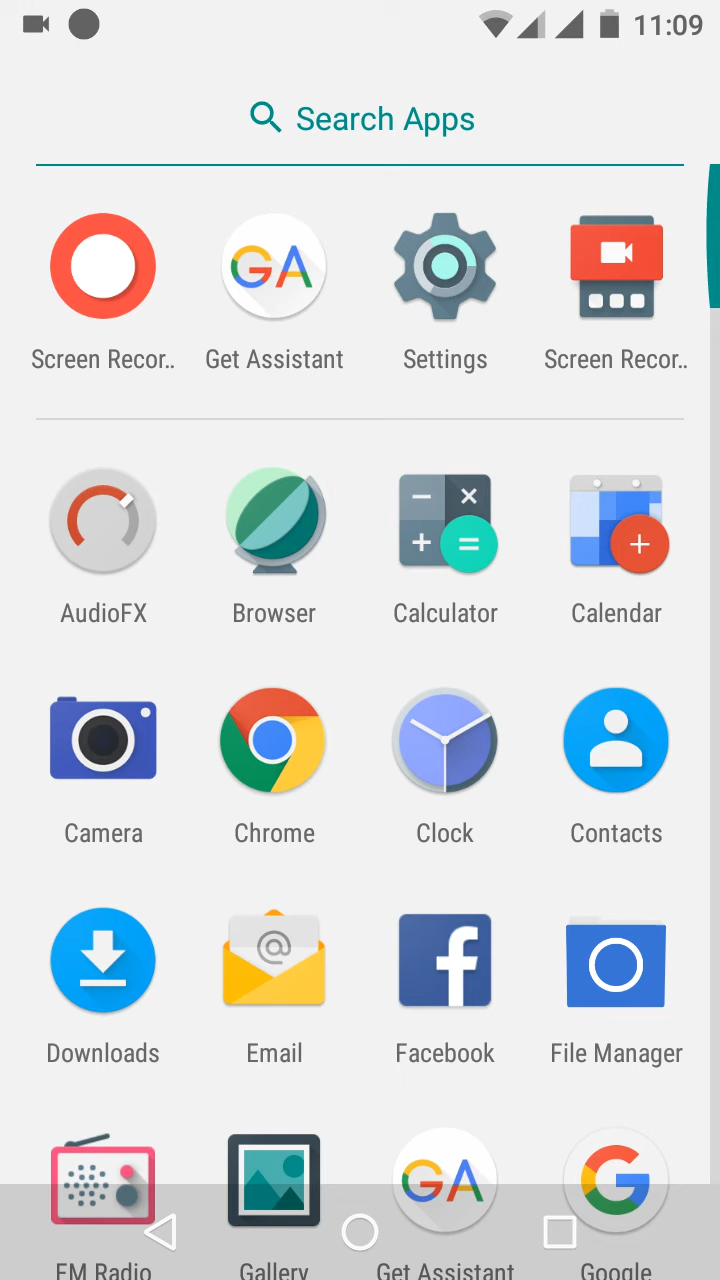 11:09
Search Apps
Screen Recor.. Get Assistant Settings Screen Recor..
AudioFX Browser Calculator Calendar
Camera Chrome Clock Contacts
@ f
Downloads Email Facebook File Manager
GA G
FM Radio Gallery Get Assistant Google